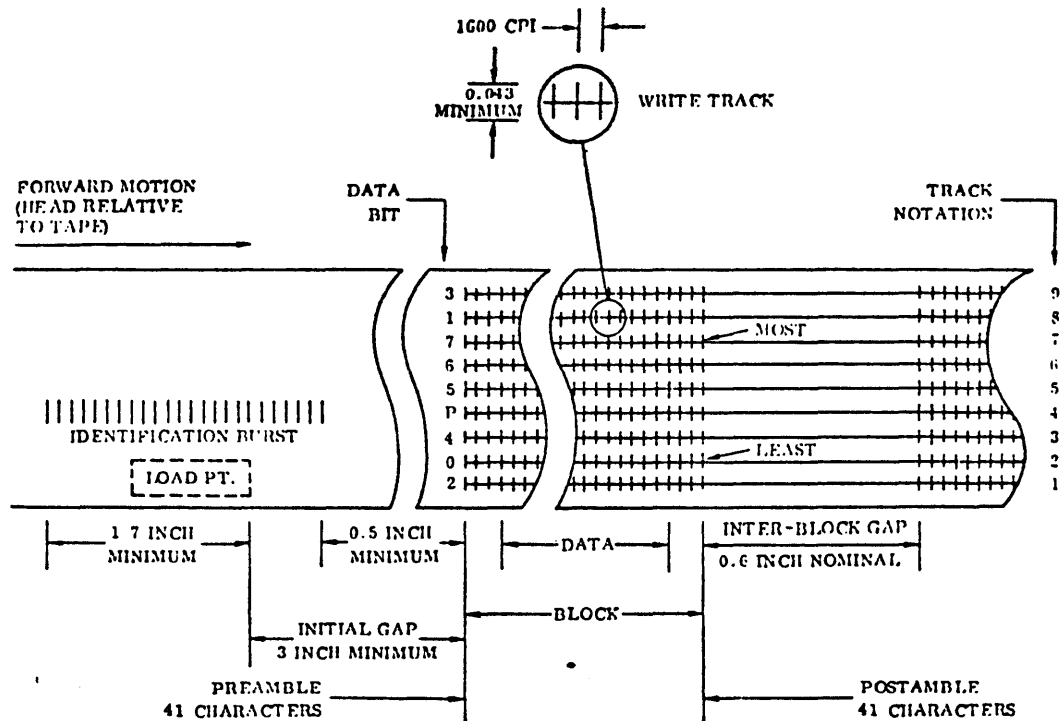 1600 CPI
0.043
MINIMUM
WRITE TRACK
FORWARD MOTION
(HEAD RELATIVE
TO TAPE)
DATA
BIT
TRACK
NOTATION
3
9
1
8
7
MOST
7
6
6
5
5
P
4
IDENTIFICATION BURST
4
3
LOAD PT.
0
LEAST
2
2
1
1 7 INCH
MINIMUM
0.5 INCH
MINIMUM
DATA
INTER-BLOCK GAP
0.6 INCH NOMINAL
BLOCK
INITIAL GAP
3 INCH MINIMUM
PREAMBLE
41 CHARACTERS
POSTAMBLE
41 CHARACTERS